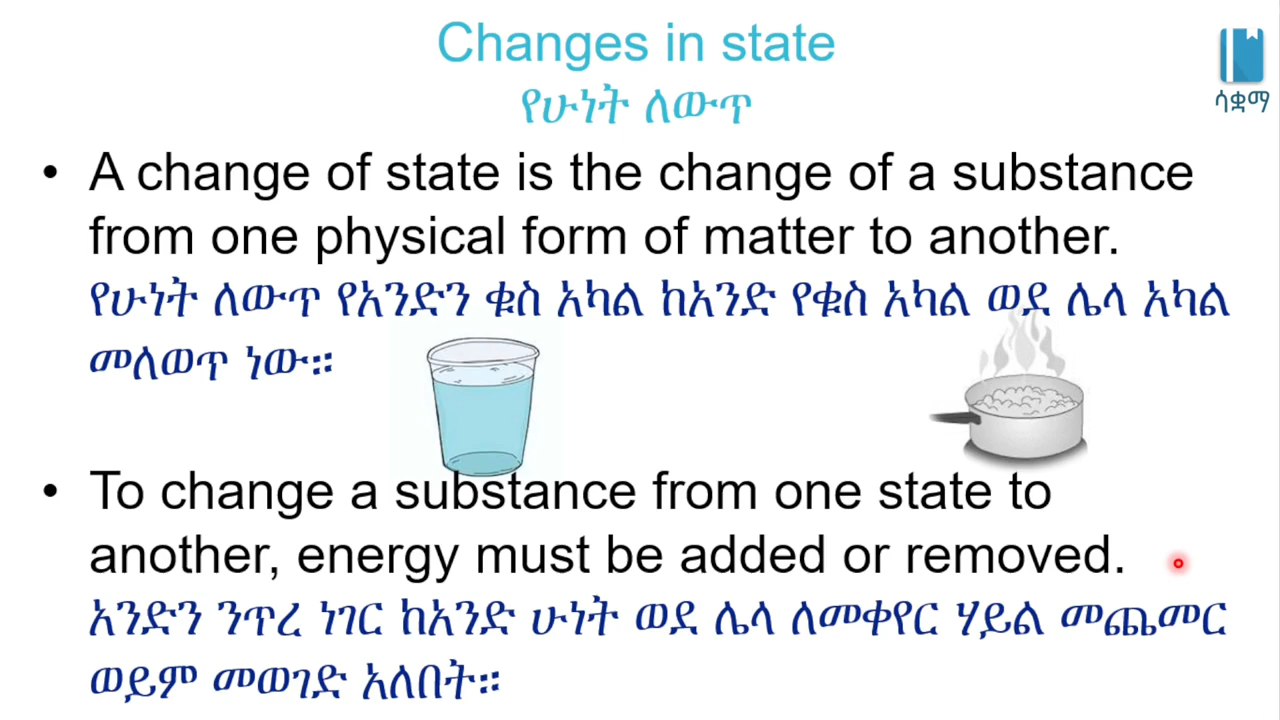 Changes in state
የሁነት ለውጥ
ሳቋማ
• A change of state is the change of a substance
from one physical form of matter to another.
የሁነት ለውጥ የአንድን ቁስ አካል ከአንድ የቁስ አካል ወደ ሌላ አካል
መለወጥ ነው።
• To change a substance from one state to
another, energy must be added or removed.
አንድን ንጥረ ነገር ከአንድ ሁነት ወደ ሌላ ለመቀየር ሃይል መጨመር
ወይም መወገድ አለበት።